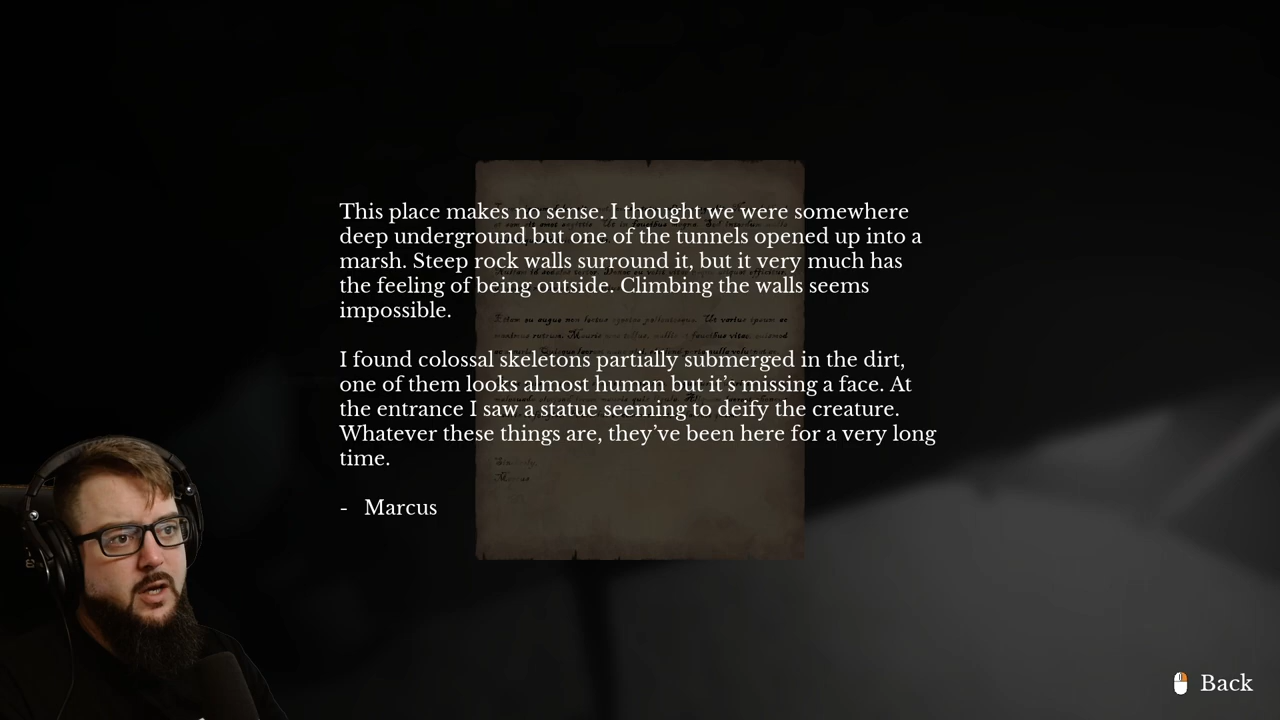 This place makes no sense. I thought we were somewhere
deep underground but one of the tunnels opened up into a
marsh. Steep rock walls surround it, but it very much has
the feeling of being outside. Climbing the walls seems
impossible.
I found colossal skeletons partially submerged in the dirt,
one of them looks almost human but it’s missing a face. At
the entrance I saw a statue seeming to deify the creature.
Whatever these things are, they’ve been here for a very long
time.
- Marcus
Back